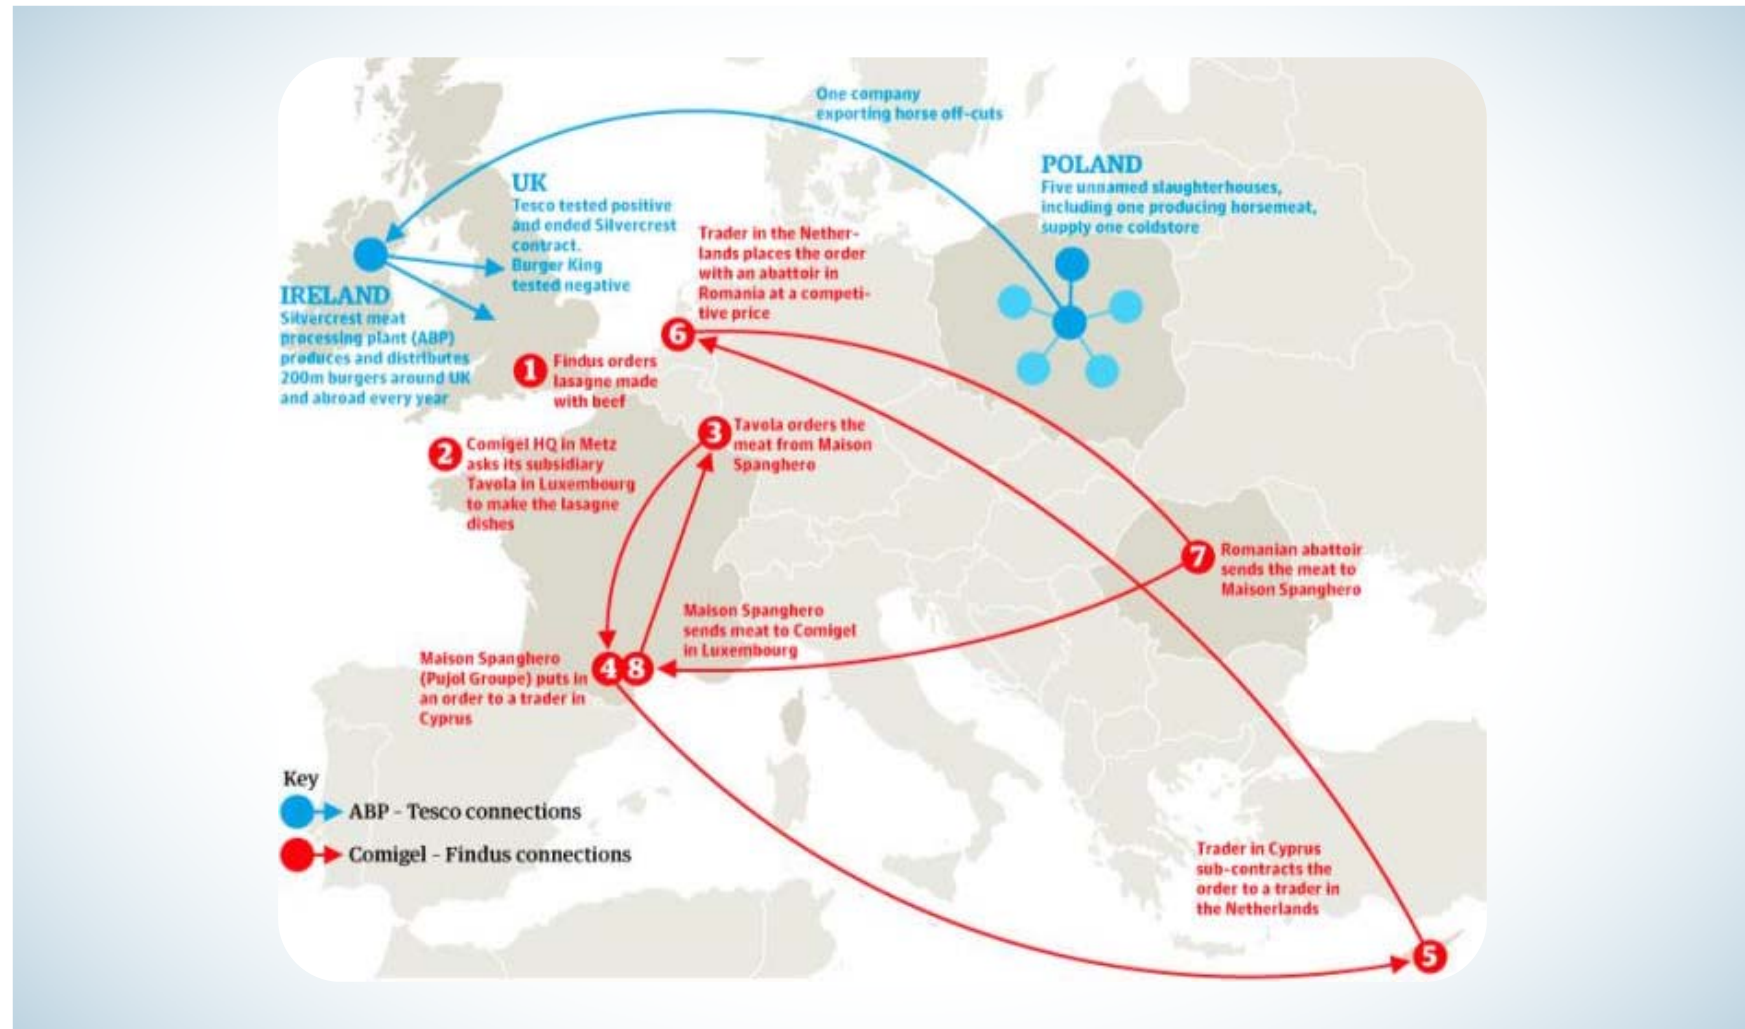 One company
exporting horse off-cuts
POLAND
Five unnamed slaughterhouses,
including one producing horsemeat,
supply one coldstore
UK
Tesco tested positive
and ended Silvercrest
contract.
Burger King
tested negative
IRELAND
Silvercrest meat
processing plant (ABP)
produces and distributes
200m burgers around UK
and abroad every year
Trader in the Nether-
lands places the order
with an abattoir in
Romania at a competi-
tive price
6
1
Findus orders
lasagne made
with beef
2
Comigel HQ in Metz
asks its subsidiary
Tavola in Luxembourg
to make the lasagne
dishes
3
Tavola orders the
meat from Maison
Spanghero
7
Romanian abattoir
sends the meat to
Maison Spanghero
Maison Spanghero
sends meat to Comigel
in Luxembourg
Maison Spanghero
(Pujol Groupe) puts in
an order to a trader in
Cyprus
4
8
Key
ABP - Tesco connections
Comigel - Findus connections
Trader in Cyprus
sub-contracts the
order to a trader in
the Netherlands
5